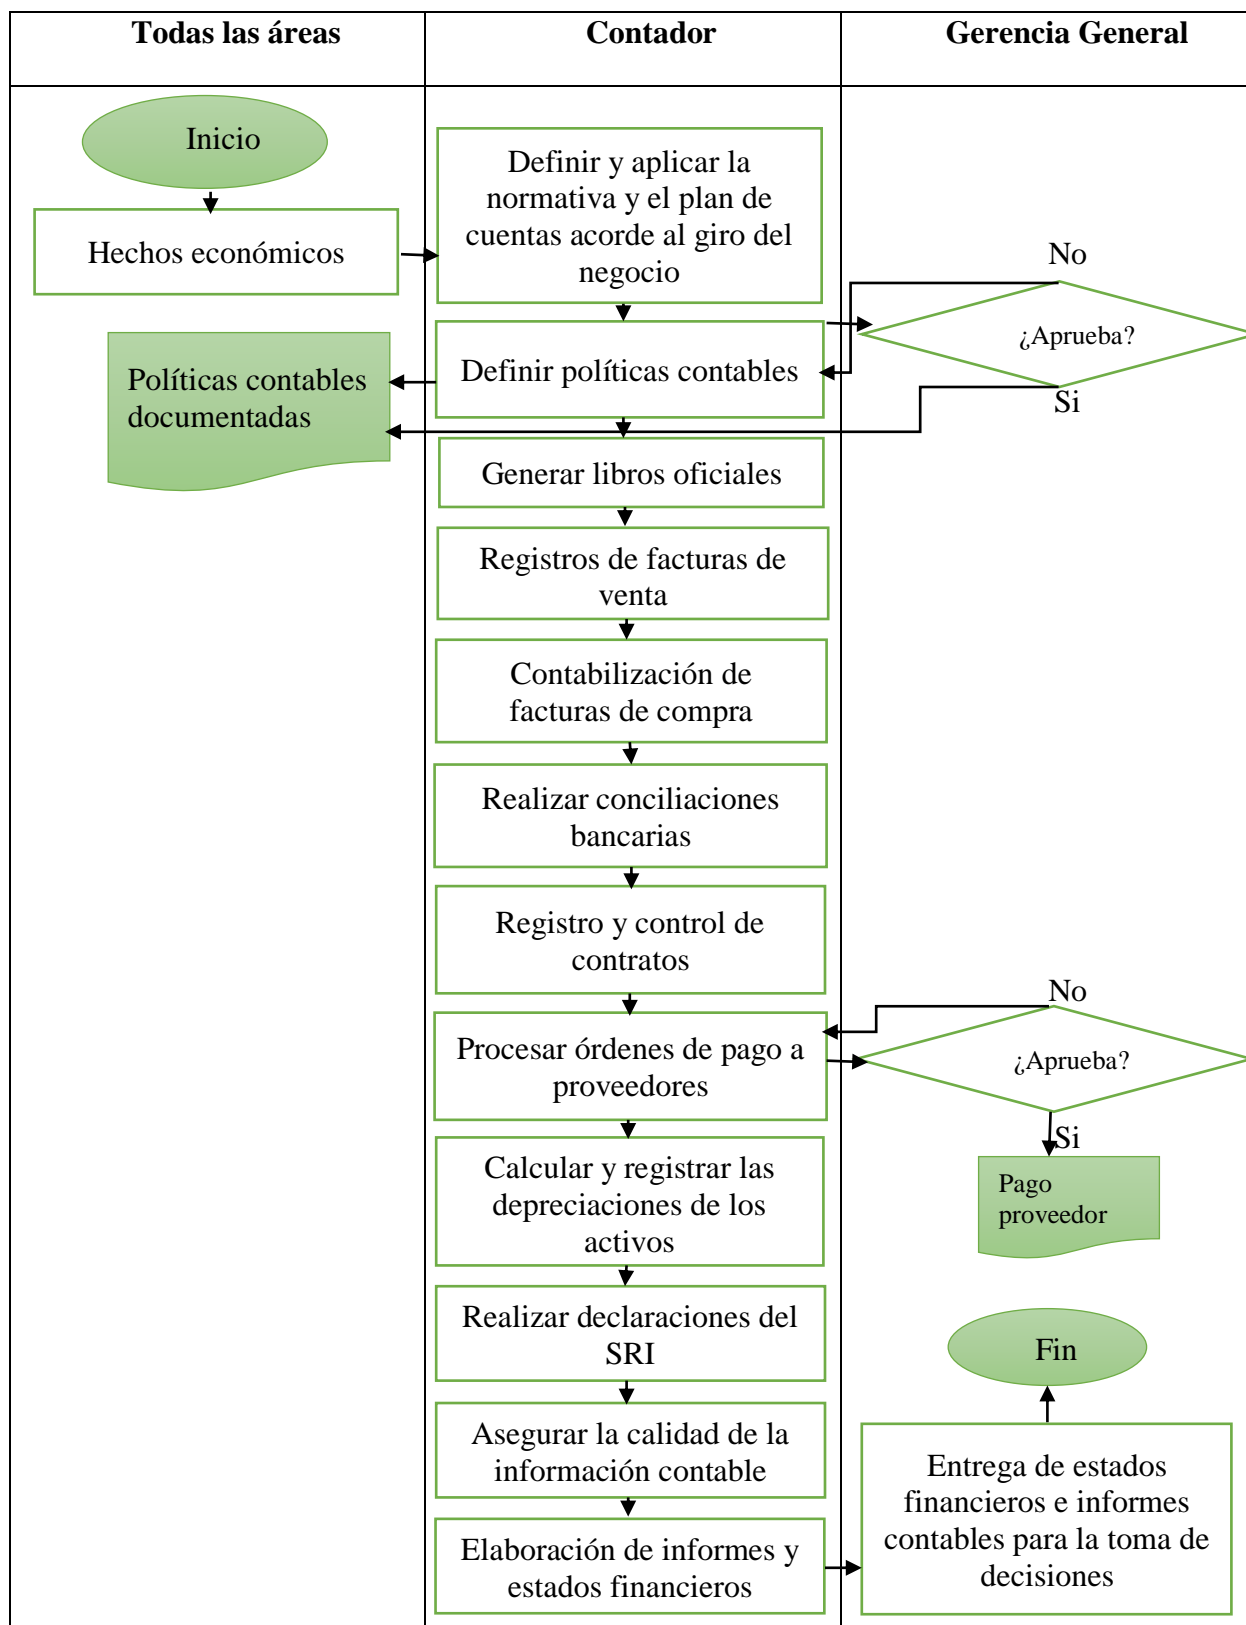 Todas las áreas
Contador
Gerencia General
Inicio
Hechos económicos
Definir y aplicar la
normativa y el plan de
cuentas acorde al giro del
negocio
No
¿Aprueba?
Si
Definir políticas contables
Políticas contables
documentadas
Generar libros oficiales
Registros de facturas de
venta
Contabilización de
facturas de compra
Realizar conciliaciones
bancarias
Registro y control de
contratos
No
Procesar órdenes de pago a
proveedores
¿Aprueba?
Si
Pago
proveedor
Calcular y registrar las
depreciaciones de los
activos
Realizar declaraciones del
SRI
Asegurar la calidad de la
información contable
Elaboración de informes y
estados financieros
Entrega de estados
financieros e informes
contables para la toma de
decisiones
Fin